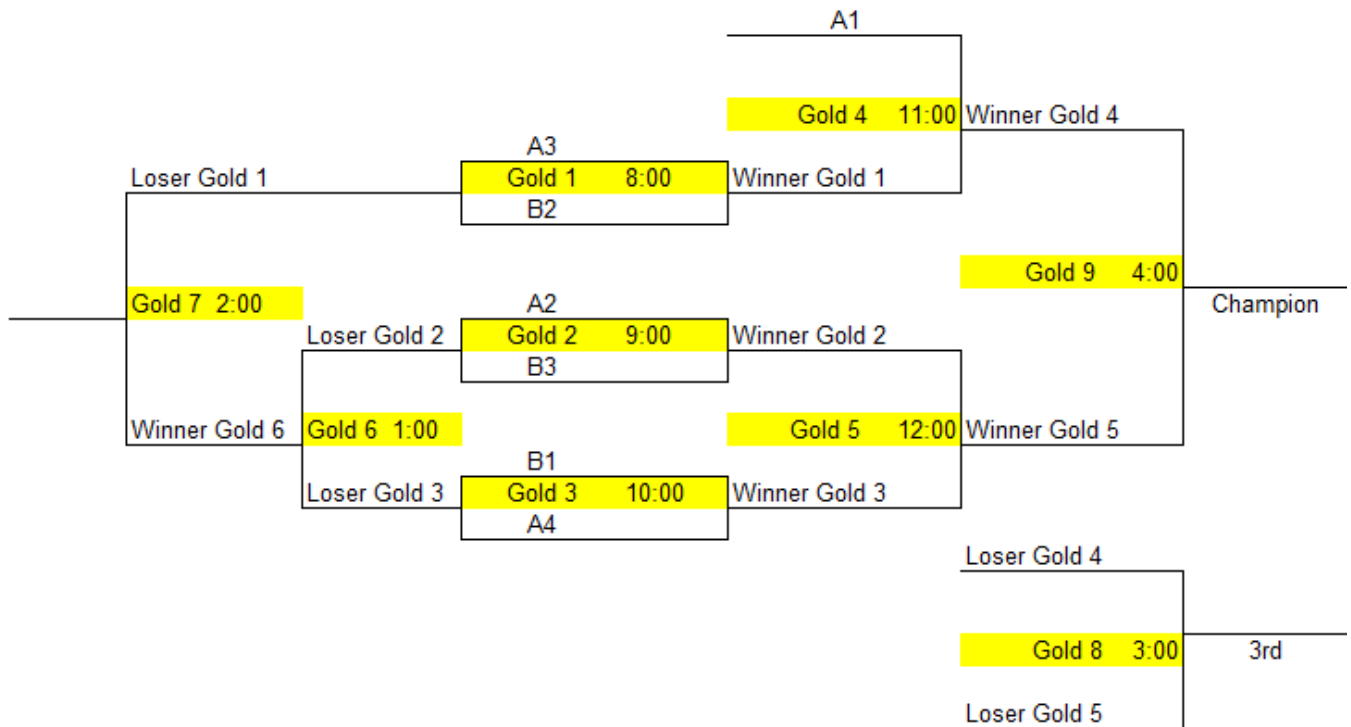 A1
Gold 4 11:00 Winner Gold 4
A3
Loser Gold 1 Gold 1 8:00 Winner Gold 1
B2
Gold 9 4:00
Gold 7 2:00 A2 Champion
Loser Gold 2 Gold 2 9:00 Winner Gold 2
B3
Winner Gold 6 Gold 6 1:00 Gold 5 12:00 Winner Gold 5
B1
Loser Gold 3 Gold 3 10:00 Winner Gold 3
A4
Loser Gold 4
Gold 8 3:00 3rd
Loser Gold 5